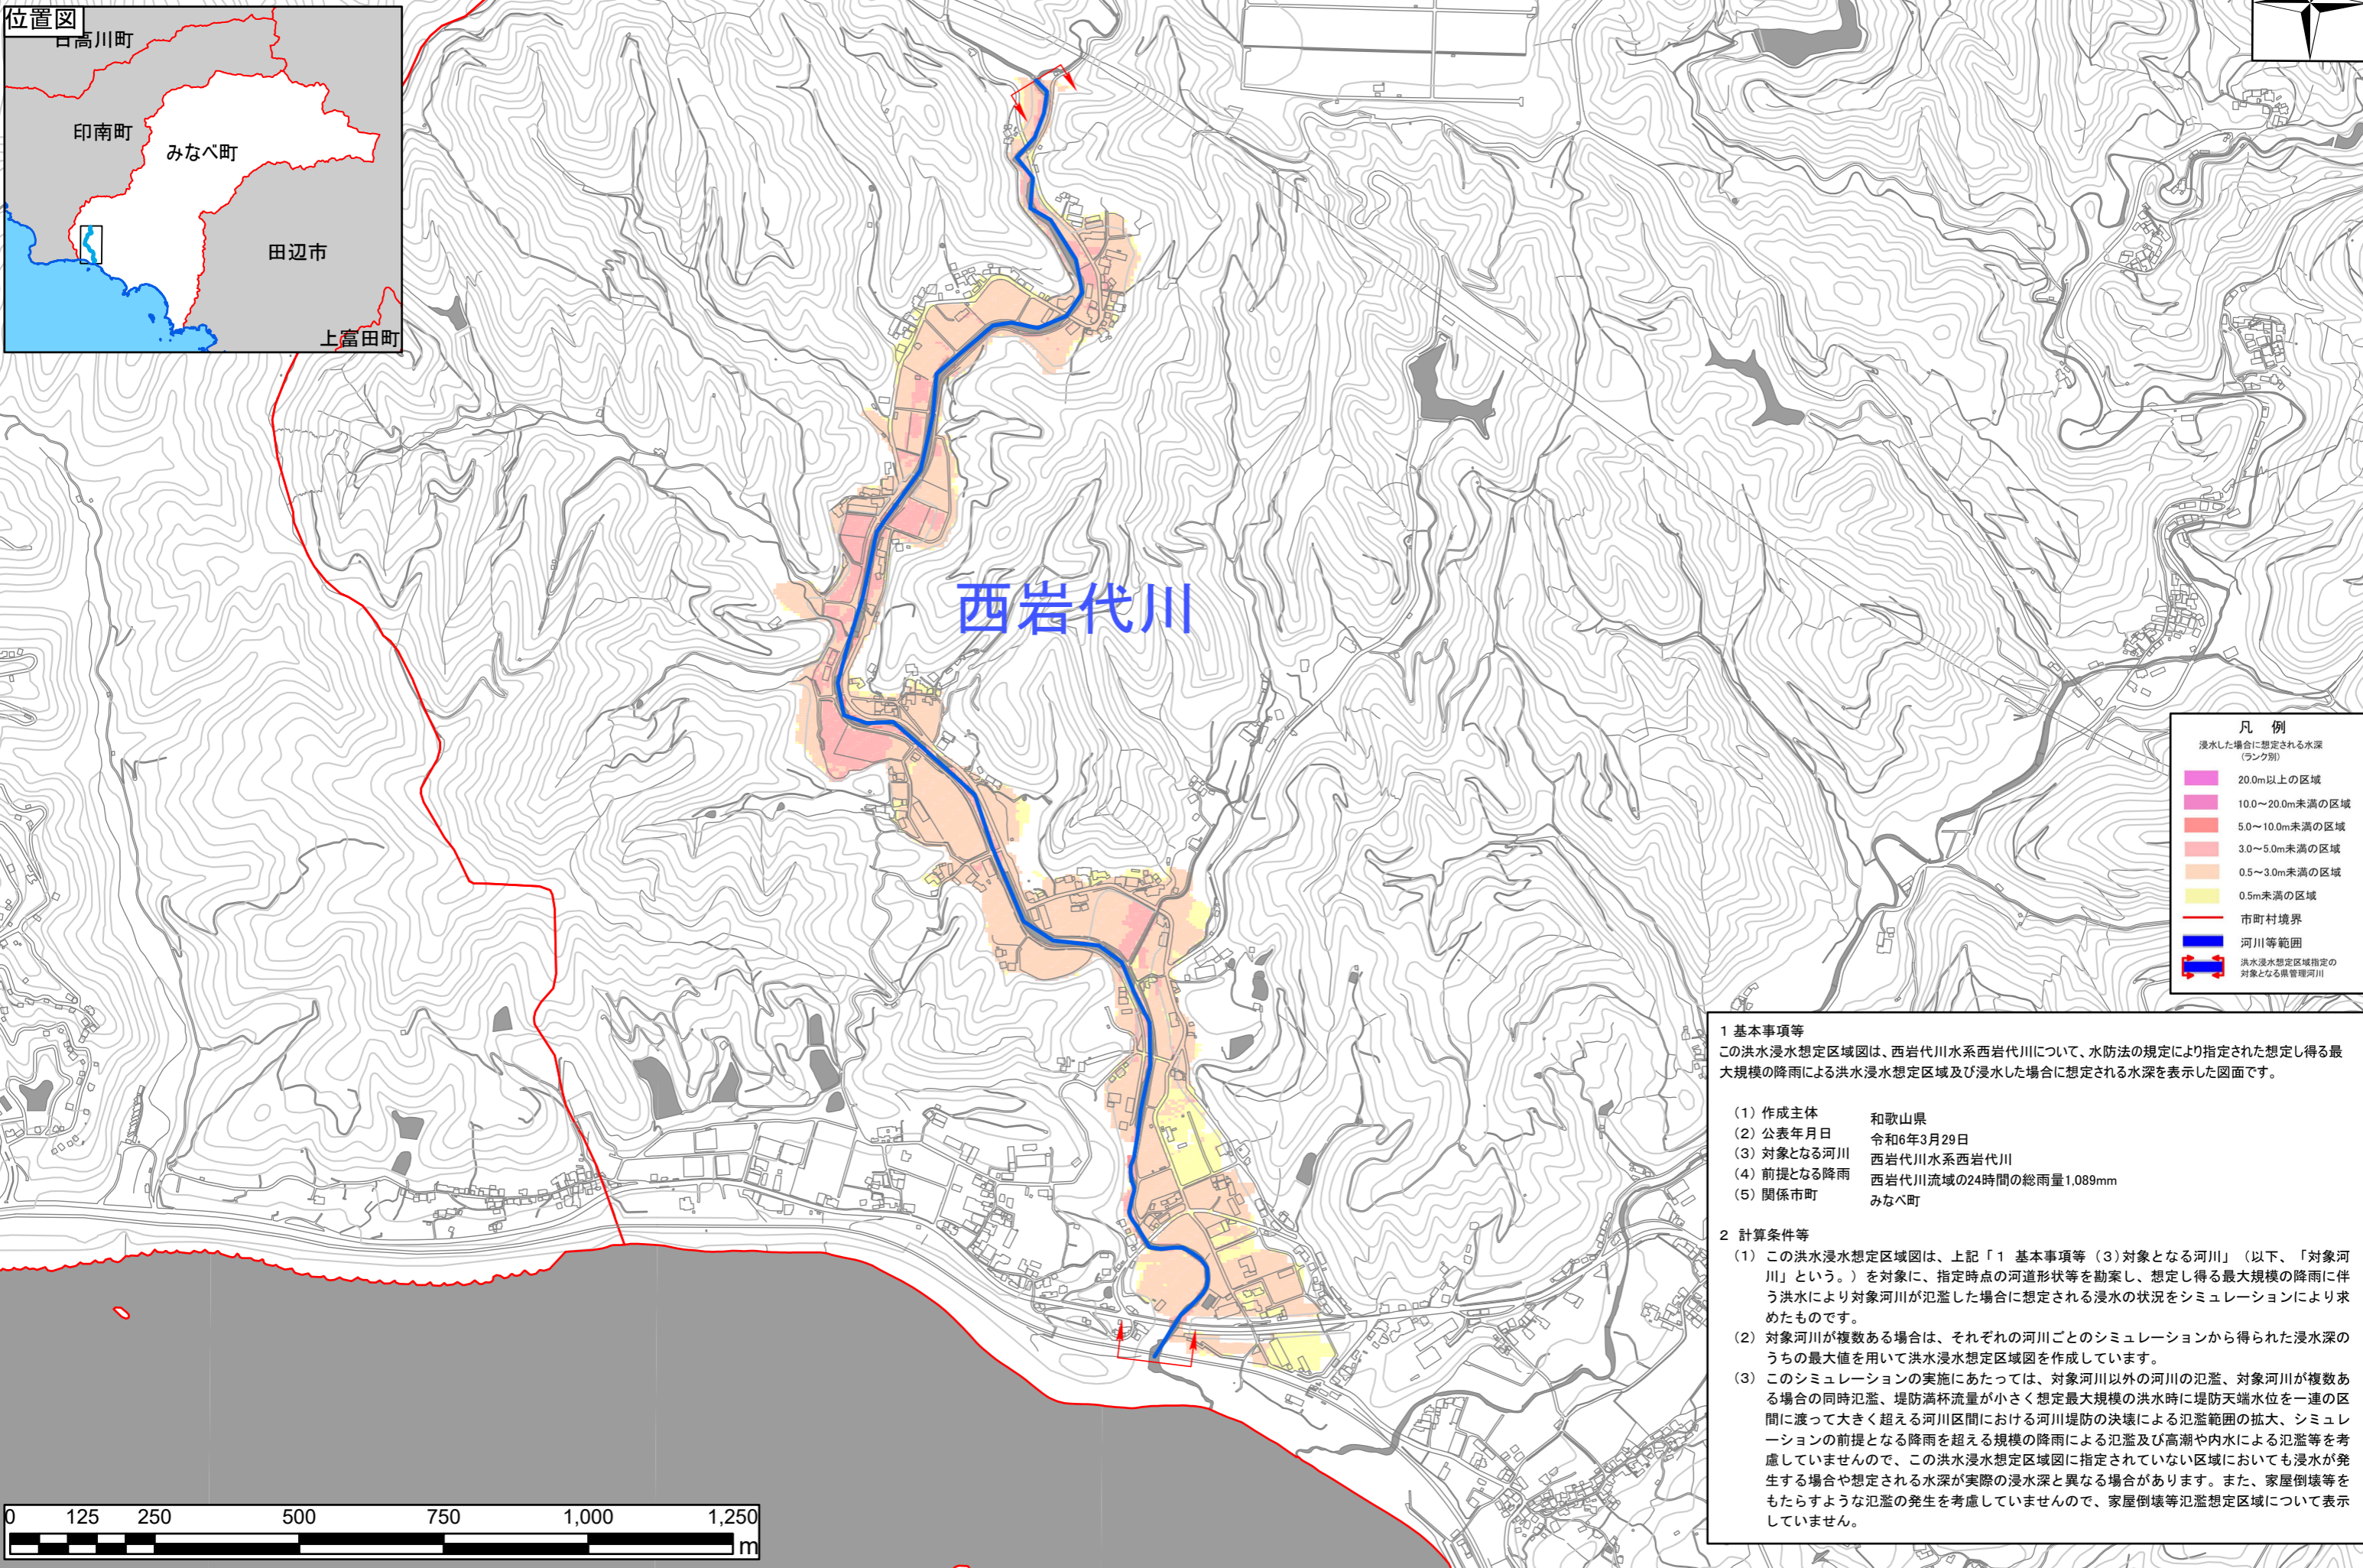 位置図
日高川町
印南町
みなべ町
田辺市
上富田町
西岩代川
凡 例
浸水した場合に想定される水深
(ランク別)
20.0m以上の区域
10.0～20.0m未満の区域
5.0～10.0m未満の区域
3.0～5.0m未満の区域
0.5～3.0m未満の区域
0.5m未満の区域
市町村境界
河川等範囲
洪水浸水想定区域指定の
対象となる県管理河川
1 基本事項等
この洪水浸水想定区域図は、西岩代川水系西岩代川について、水防法の規定により指定された想定し得る最
大規模の降雨による洪水浸水想定区域及び浸水した場合に想定される水深を表示した図面です。
(1) 作成主体 和歌山県
(2) 公表年月日 令和6年3月29日
(3) 対象となる河川 西岩代川水系西岩代川
(4) 前提となる降雨 西岩代川流域の24時間の総雨量1,089mm
(5) 関係市町 みなべ町
2 計算条件等
(1) この洪水浸水想定区域図は、上記「1 基本事項等 (3)対象となる河川」(以下、「対象河
川」という。)を対象に、指定時点の河道形状等を勘案し、想定し得る最大規模の降雨に伴
う洪水により対象河川が氾濫した場合に想定される浸水の状況をシミュレーションにより求
めたものです。
(2) 対象河川が複数ある場合は、それぞれの河川ごとのシミュレーションから得られた浸水深の
うちの最大値を用いて洪水浸水想定区域図を作成しています。
(3) このシミュレーションの実施にあたっては、対象河川以外の河川の氾濫、対象河川が複数あ
る場合の同時氾濫、堤防満杯流量が小さく想定最大規模の洪水時に堤防天端水位を一連の区
間に渡って大きく超える河川区間における河川堤防の決壊による氾濫範囲の拡大、シミュレ
ーションの前提となる降雨を超える規模の降雨による氾濫及び高潮や内水による氾濫等を考
慮していませんので、この洪水浸水想定区域図に指定されていない区域においても浸水が発
生する場合や想定される水深が実際の浸水深と異なる場合があります。また、家屋倒壊等を
もたらすような氾濫の発生を考慮していませんので、家屋倒壊等氾濫想定区域について表示
していません。
0 125 250 500 750 1,000 1,250
m